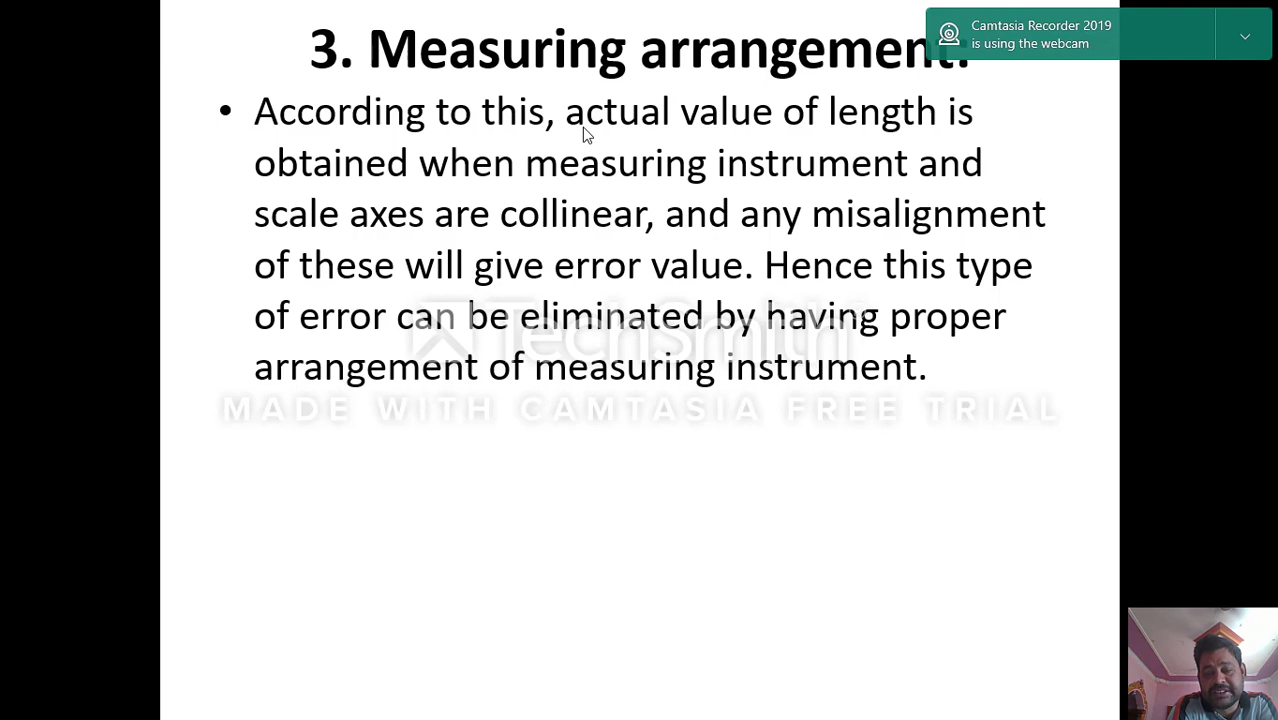 3. Measuring arrangement:
Camtasia Recorder 2019
is using the webcam
• According to this, actual value of length is
obtained when measuring instrument and
scale axes are collinear, and any misalignment
of these will give error value. Hence this type
of error can be eliminated by having proper
arrangement of measuring instrument.
TechSmith
MADE WITH CAMTASIA FREE TRIAL